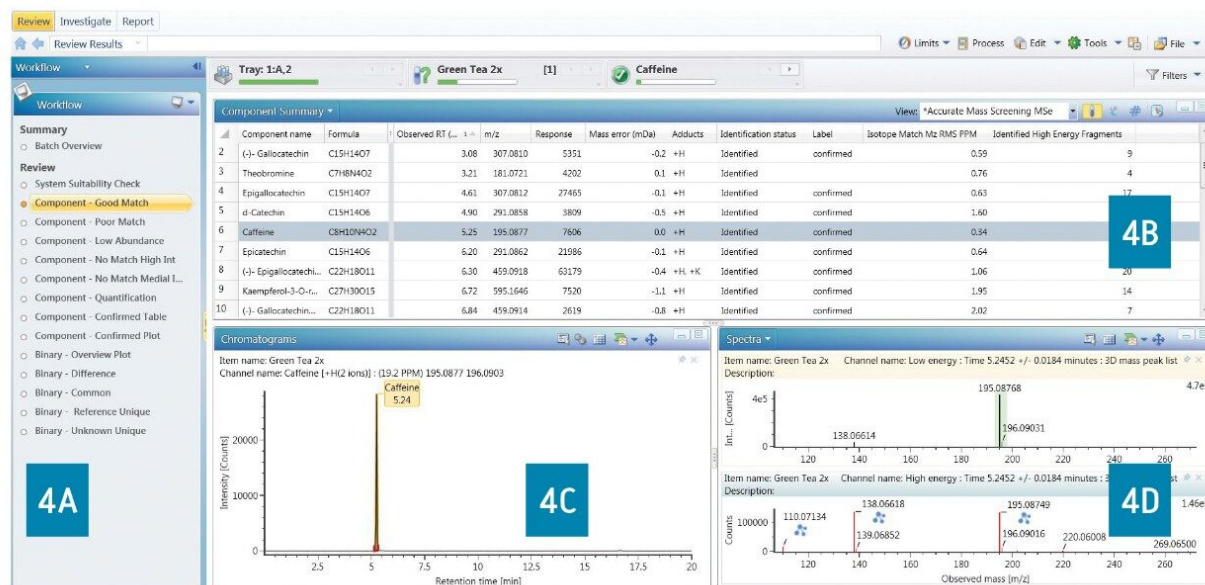 Review Investigate Report
Review Results Limits Process Edit Tools File
Workflow Tray: 1:A,2 Green Tea 2x [1] Caffeine Filters
Workflow
Summary
Batch Overview
Review
System Suitability Check
Component - Good Match
Component - Poor Match
Component - Low Abundance
Component - No Match High Int
Component - No Match Medial I...
Component - Quantification
Component - Confirmed Table
Component - Confirmed Plot
Binary - Overview Plot
Binary - Difference
Binary - Common
Binary - Reference Unique
Binary - Unknown Unique
4A
Component Summary View: *Accurate Mass Screening MSe
Component name Formula Observed RT (... 1 m/z Response Mass error (mDa) Adducts Identification status Label Isotope Match Mz RMS PPM Identified High Energy Fragments
2 (-)- Gallocatechin C15H14O7 3.08 307.0810 5351 -0.2 +H Identified confirmed 0.59 9
3 Theobromine C7H8N4O2 3.21 181.0721 4202 0.1 +H Identified 0.76 4
4 Epigallocatechin C15H14O7 4.61 307.0812 27465 -0.1 +H Identified confirmed 0.63 17
5 d-Catechin C15H14O6 4.90 291.0858 3809 -0.5 +H Identified confirmed 1.60
6 Caffeine C8H10N4O2 5.25 195.0877 7606 0.0 +H Identified confirmed 0.34
7 Epicatechin C15H14O6 6.20 291.0862 21986 -0.1 +H Identified confirmed 0.64
8 (-)- Epigallocatechi... C22H18O11 6.30 459.0918 63179 -0.4 +H, +K Identified confirmed 1.06 20
9 Kaempferol-3-O-r... C27H30O15 6.72 595.1646 7520 -1.1 +H Identified confirmed 1.95 14
10 (-)- Gallocatechin... C22H18O11 6.84 459.0914 2619 -0.8 +H Identified confirmed 2.02 7
4B
Chromatograms
Item name: Green Tea 2x
Channel name: Caffeine [+H(2 ions)] : (19.2 PPM) 195.0877 196.0903
Caffeine
5.24
Intensity [Counts]
20000
10000
0
2.5 5 7.5 10 12.5 15 17.5 20
Retention time [min]
4C
Spectra
Item name: Green Tea 2x Channel name: Low energy : Time 5.2452 +/- 0.0184 minutes : 3D mass peak list
Description:
4.7e
195.08768
Int... [Counts]
4e5
196.09031
138.06614
0
120 140 160 180 200 220 240 260
Item name: Green Tea 2x Channel name: High energy : Time 5.2452 +/- 0.0184 minutes : list
Description:
1.46e
138.06618 195.08749
110.07134
Counts
100000
139.06852 196.09016 220.06008 269.06500
0
120 140 160 180 200 220 240 260
Observed mass [m/z]
4D